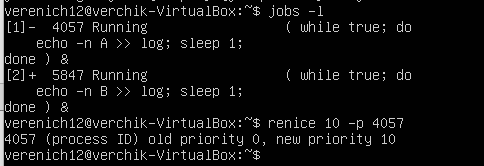 verenich12@verchik-VirtualBox:~$ jobs -l
[1]-  4057 Running                 ( while true; do
    echo -n A >> log; sleep 1;
done ) &
[2]+  5847 Running                 ( while true; do
    echo -n B >> log; sleep 1;
done ) &
verenich12@verchik-VirtualBox:~$ renice 10 -p 4057
4057 (process ID) old priority 0, new priority 10
verenich12@verchik-VirtualBox:~$